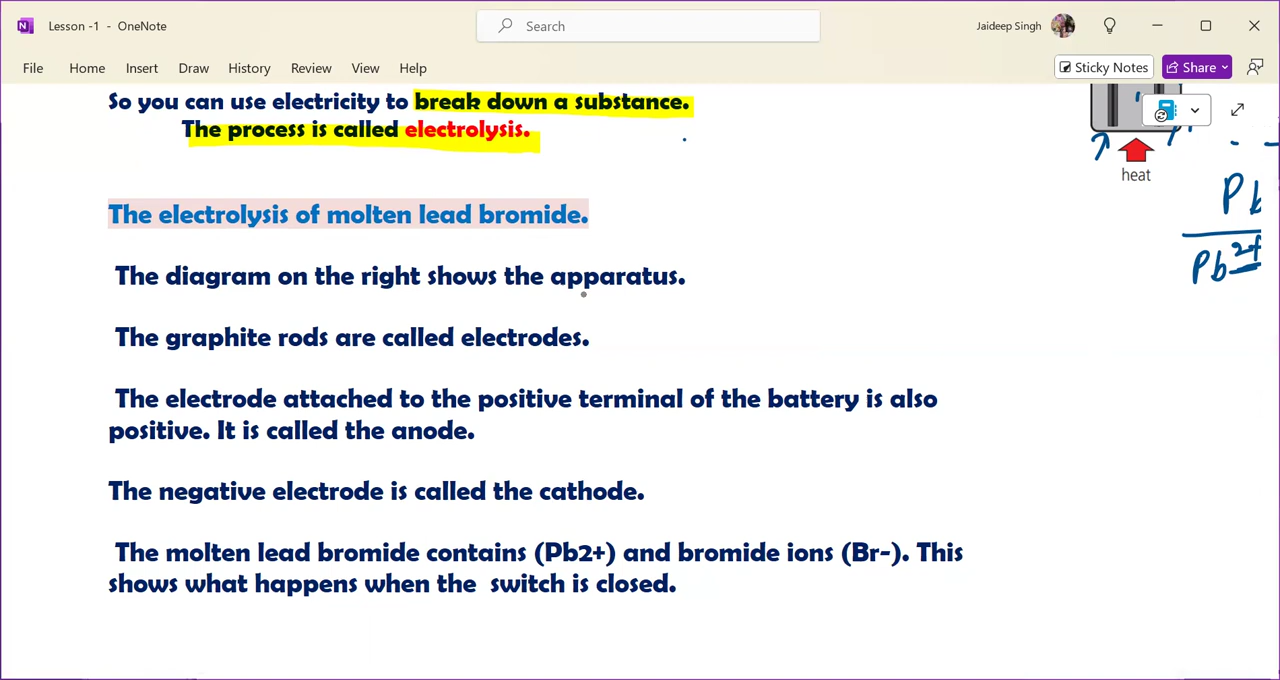 Lesson -1 - OneNote
Search
Jaideep Singh
File Home Insert Draw History Review View Help
Sticky Notes
Share
So you can use electricity to break down a substance.
The process is called electrolysis.
heat
Pb
Pb2+
The electrolysis of molten lead bromide.
The diagram on the right shows the apparatus.
The graphite rods are called electrodes.
The electrode attached to the positive terminal of the battery is also
positive. It is called the anode.
The negative electrode is called the cathode.
The molten lead bromide contains (Pb2+) and bromide ions (Br-). This
shows what happens when the switch is closed.